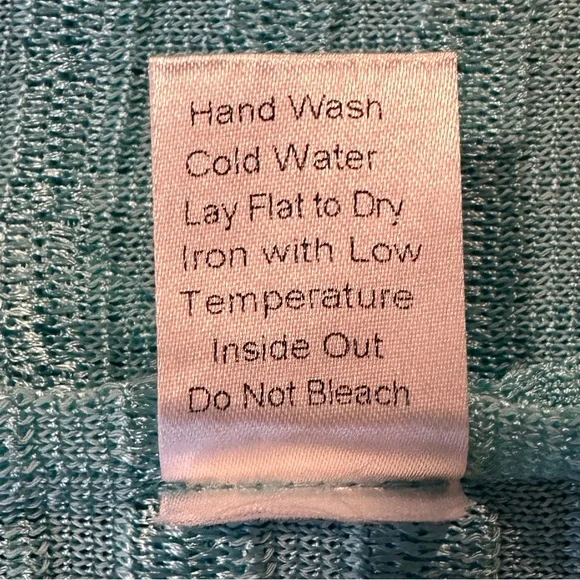 Hand Wash
Cold Water
Lay Flat to Dry
Iron with Low
Temperature
Inside Out
Do Not Bleach